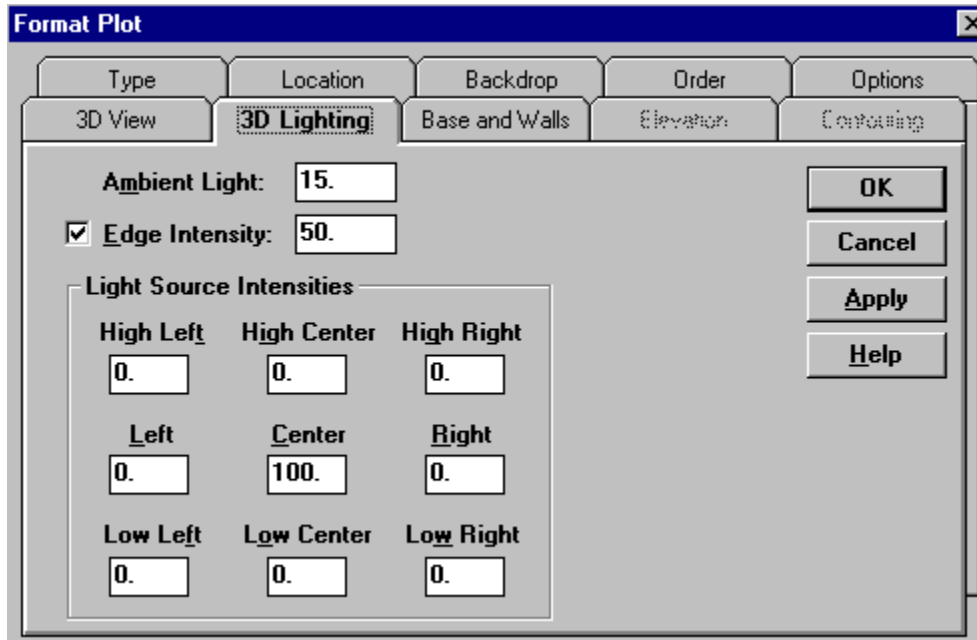 Format Plot
Type Location Backdrop Order Options
3D View 3D Lighting Base and Walls Elevation Contouring
Ambient Light: 15.
Edge Intensity: 50.
Light Source Intensities
High Left High Center High Right
0. 0. 0.
Left Center Right
0. 100. 0.
Low Left Low Center Low Right
0. 0. 0.
OK
Cancel
Apply
Help